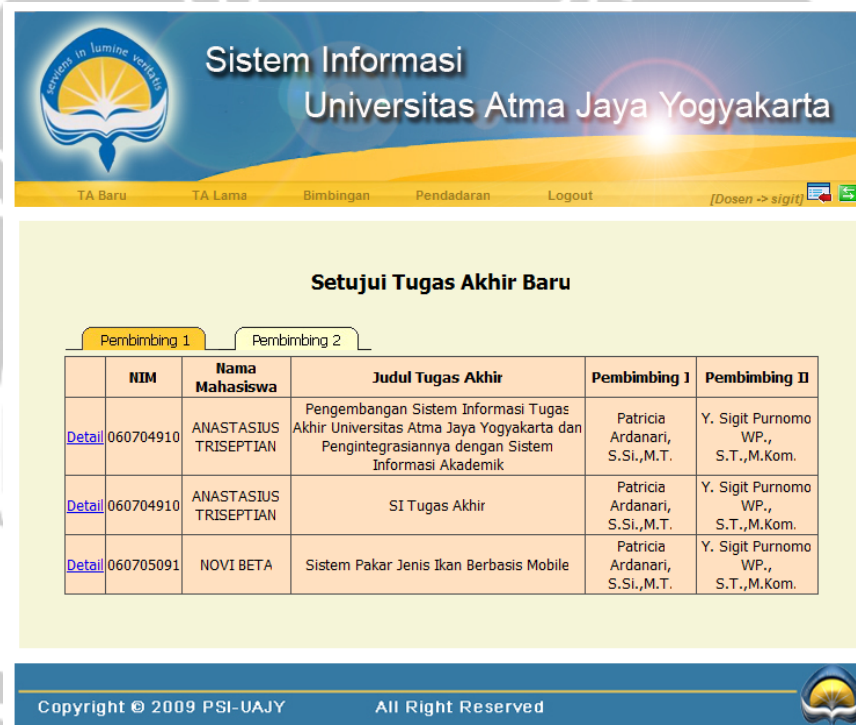 serviens in lumine veritatis
Sistem Informasi
Universitas Atma Jaya Yogyakarta
TA Baru TA Lama Bimbingan Pendadaran Logout [Dosen -> sigit]
Setujui Tugas Akhir Baru
Pembimbing 1 Pembimbing 2
NIM Nama Mahasiswa Judul Tugas Akhir Pembimbing I Pembimbing II
Detail 060704910 ANASTASIUS TRISEPTIAN Pengembangan Sistem Informasi Tugas Akhir Universitas Atma Jaya Yogyakarta dan Pengintegrasiannya dengan Sistem Informasi Akademik Patricia Ardanari, S.Si.,M.T. Y. Sigit Purnomo WP., S.T.,M.Kom.
Detail 060704910 ANASTASIUS TRISEPTIAN SI Tugas Akhir Patricia Ardanari, S.Si.,M.T. Y. Sigit Purnomo WP., S.T.,M.Kom.
Detail 060705091 NOVI BETA Sistem Pakar Jenis Ikan Berbasis Mobile Patricia Ardanari, S.Si.,M.T. Y. Sigit Purnomo WP., S.T.,M.Kom.
Copyright © 2009 PSI-UAJY All Right Reserved